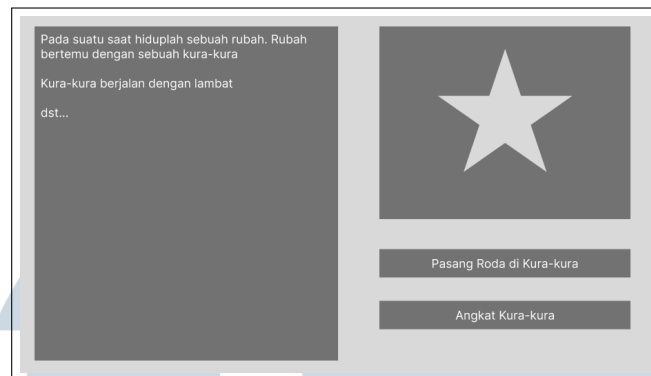 Pada suatu saat hiduplah sebuah rubah. Rubah
bertemu dengan sebuah kura-kura
Kura-kura berjalan dengan lambat
dst...
Pasang Roda di Kura-kura
Angkat Kura-kura